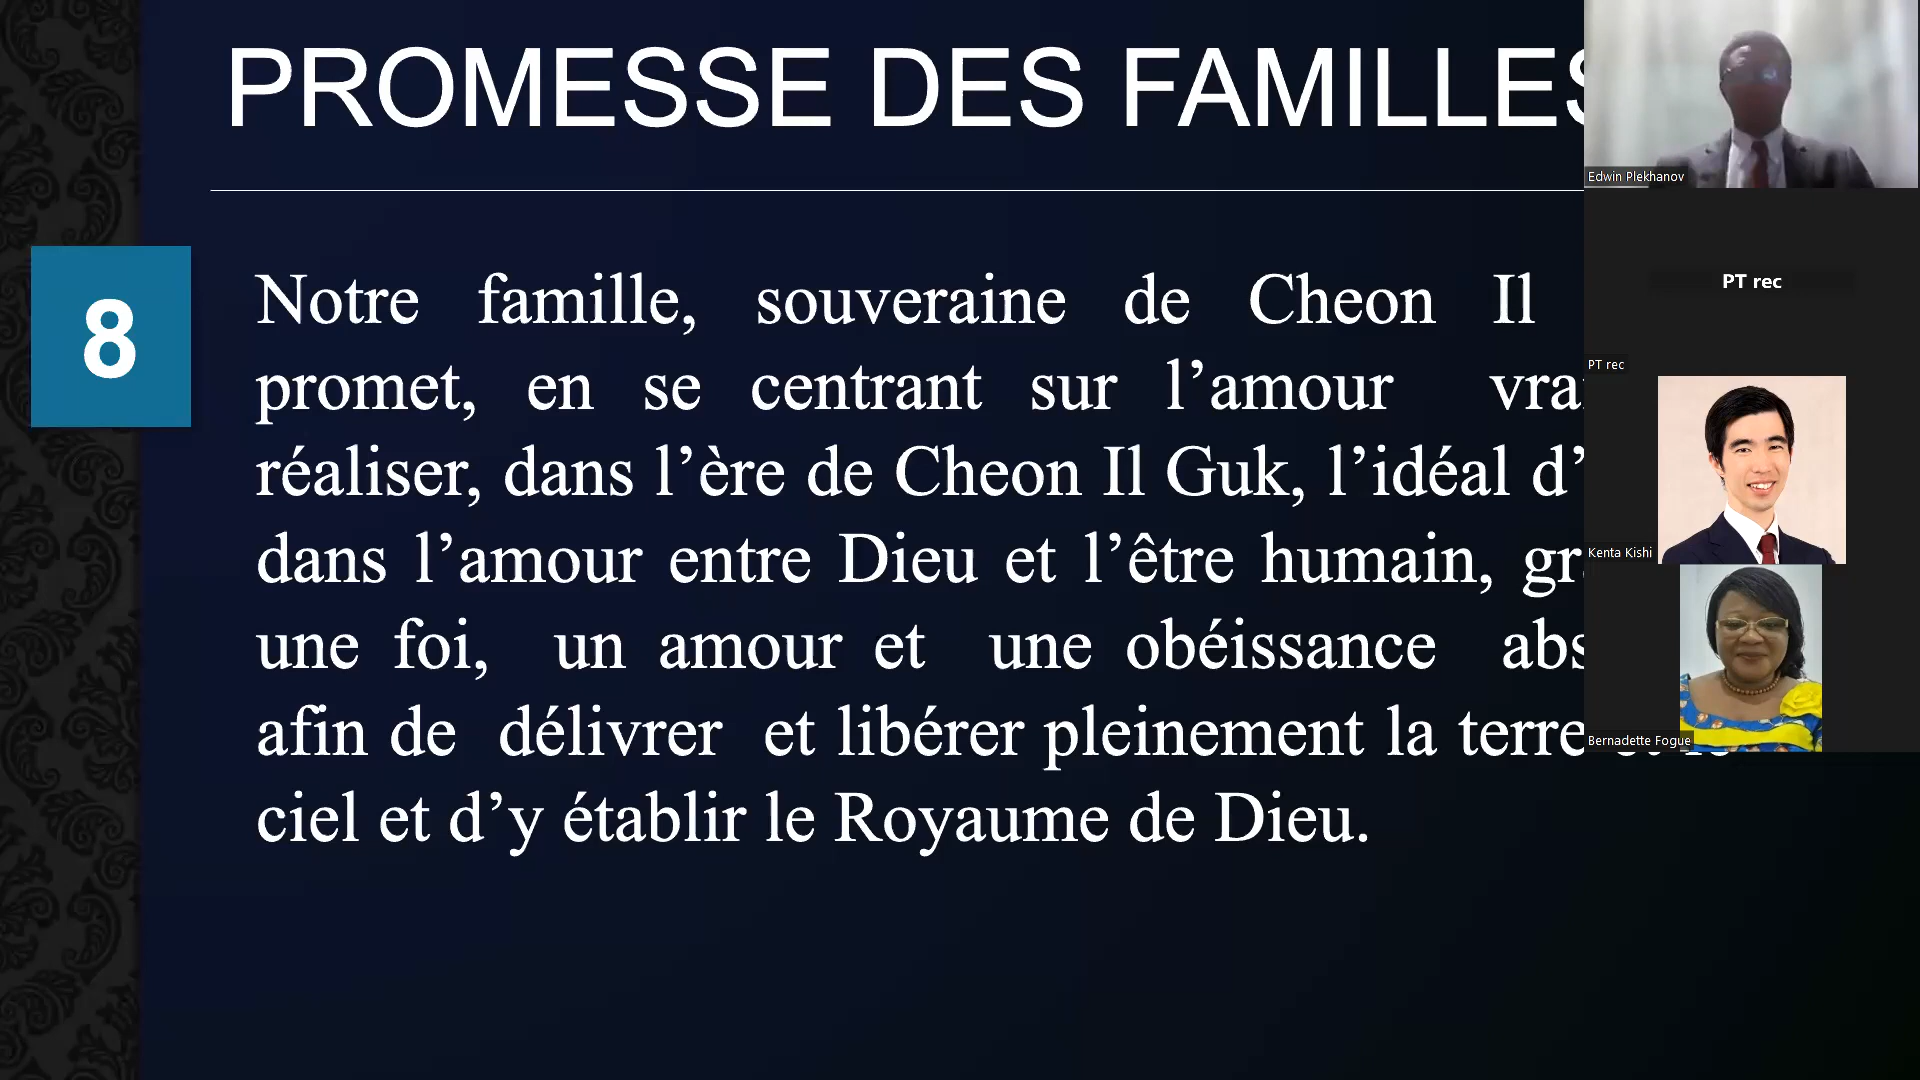 PROMESSE DES FAMILLES
8
Notre famille, souveraine de Cheon Il
promet, en se centrant sur l’amour
réaliser, dans l’ère de Cheon Il Guk, l’idéal d’
dans l’amour entre Dieu et l’être humain,
une foi, un amour et une obéissance
afin de délivrer et libérer pleinement la terre
ciel et d’y établir le Royaume de Dieu.
Edwin Plekhanov
PT rec
PT rec
Kenta Kishi
Bernadette Fogue